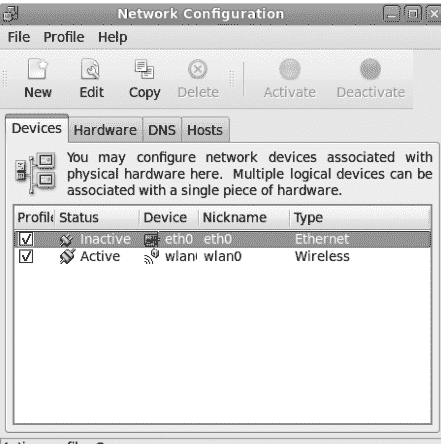 Network Configuration
File Profile Help
New Edit Copy Delete Activate Deactivate
Devices Hardware DNS Hosts
You may configure network devices associated with
physical hardware here. Multiple logical devices can be
associated with a single piece of hardware.
Profile Status Device Nickname Type
Inactive eth0 eth0 Ethernet
Active wlan wlan0 Wireless